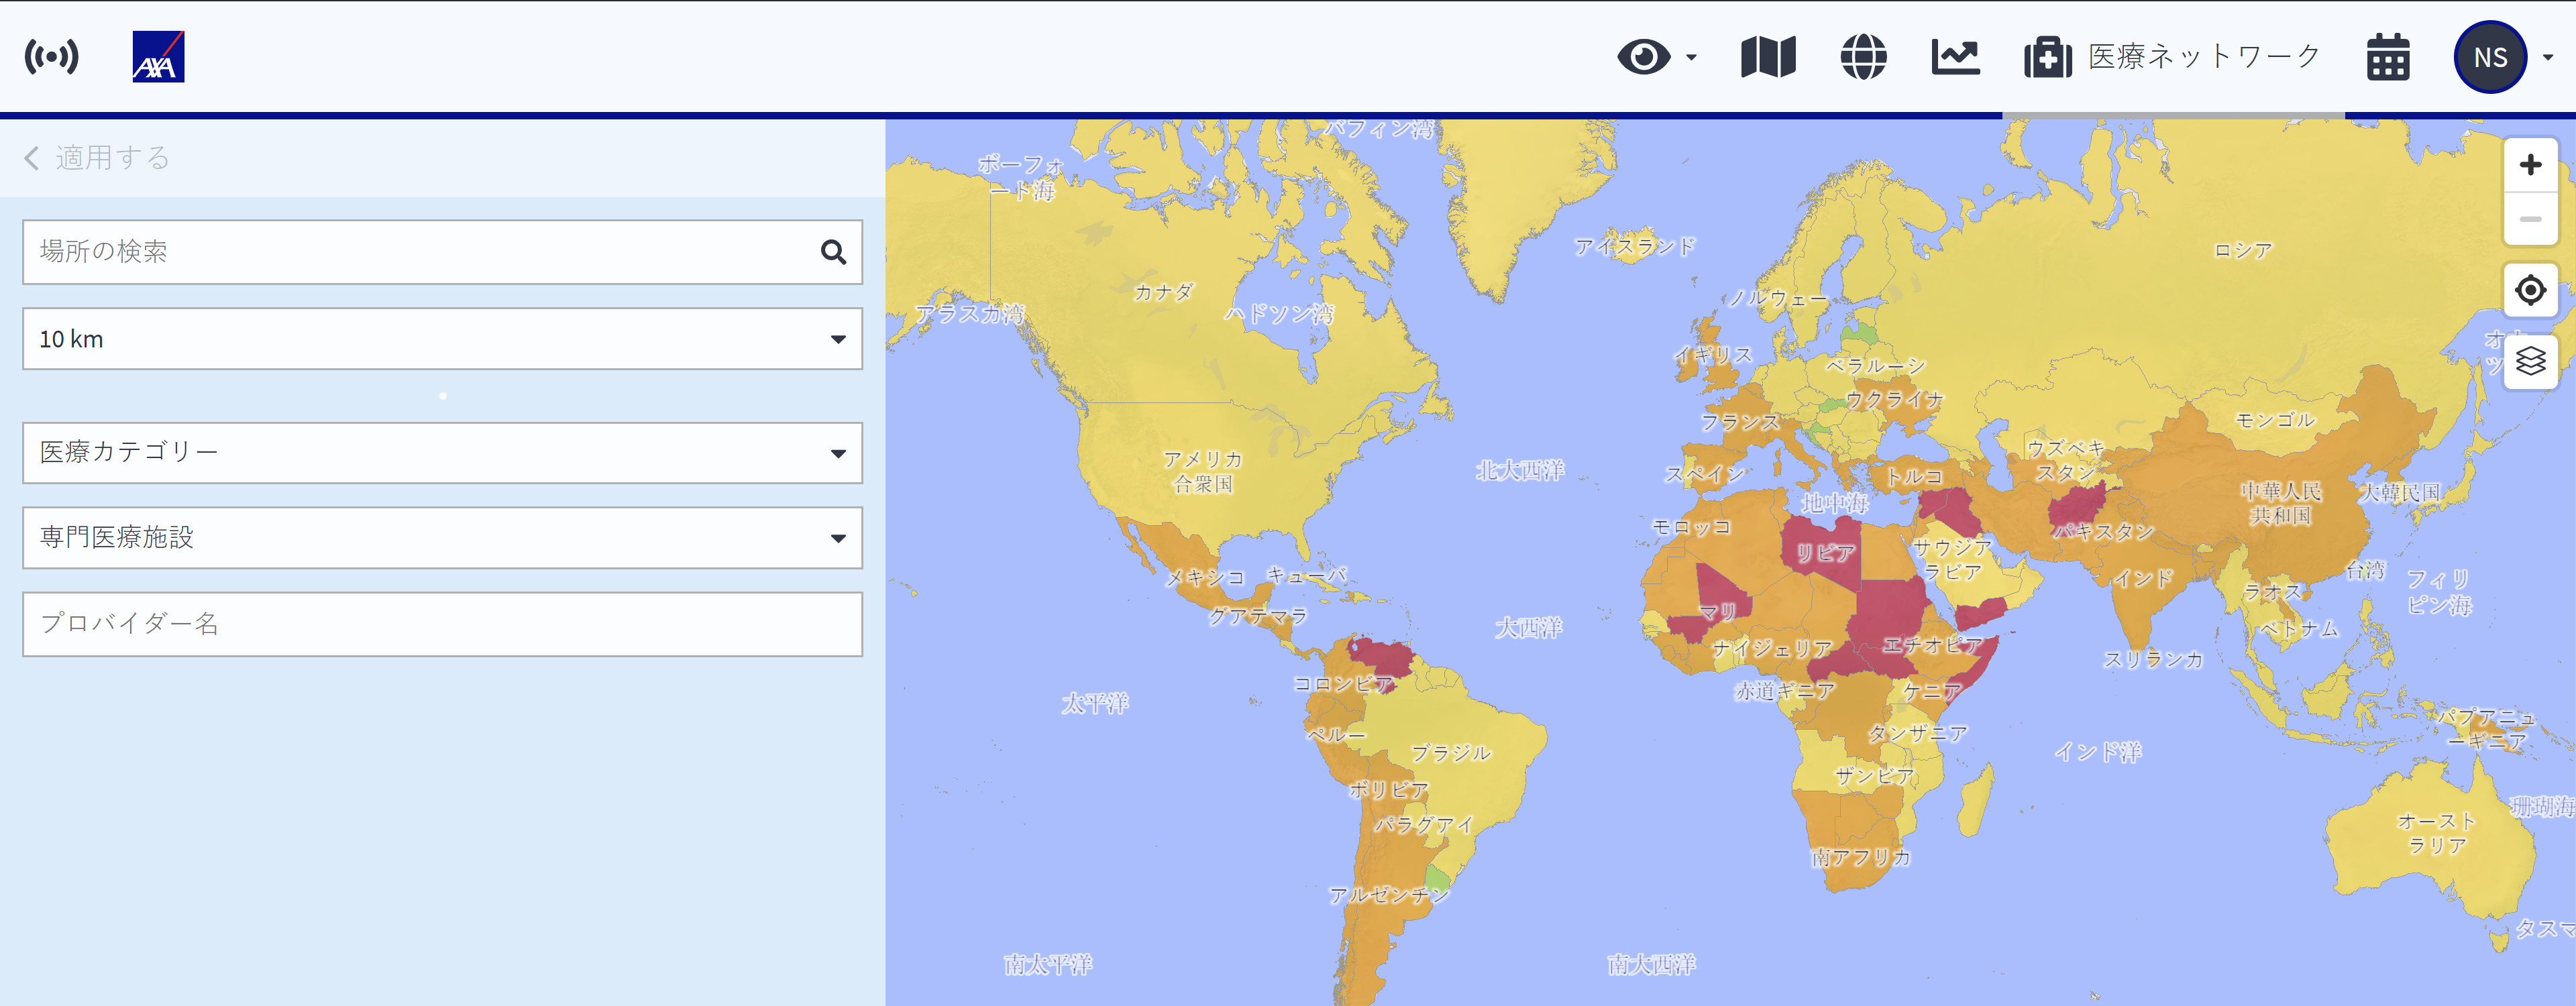 AXA
医療ネットワーク
NS
適用する
場所の検索
10 km
医療カテゴリー
専門医療施設
プロバイダー名
バフィン湾
ボーフォ
ート海
アイスランド
ロシア
カナダ
アラスカ湾
ハドソン湾
ノルウェー
イギリス
ベラルーシ
ウクライナ
フランス
モンゴル
アメリカ
合衆国
北大西洋
スペイン
トルコ
ウズベキ
スタン
地中海
中華人民
共和国
大韓民国
モロッコ
パキスタン
リビア
サウジア
ラビア
メキシコ
キューバ
インド
台湾
フィリ
ピン海
グアテマラ
マリ
ラオス
大西洋
ベトナム
ナイジェリア
エチオピア
スリランカ
コロンビア
赤道ギニア
ケニア
太平洋
ペルー
タンザニア
パプアニュ
ーギニア
ブラジル
インド洋
ザンビア
ボリビア
珊瑚海
パラグアイ
オースト
ラリア
南アフリカ
アルゼンチン
タスマ
南太平洋
南大西洋